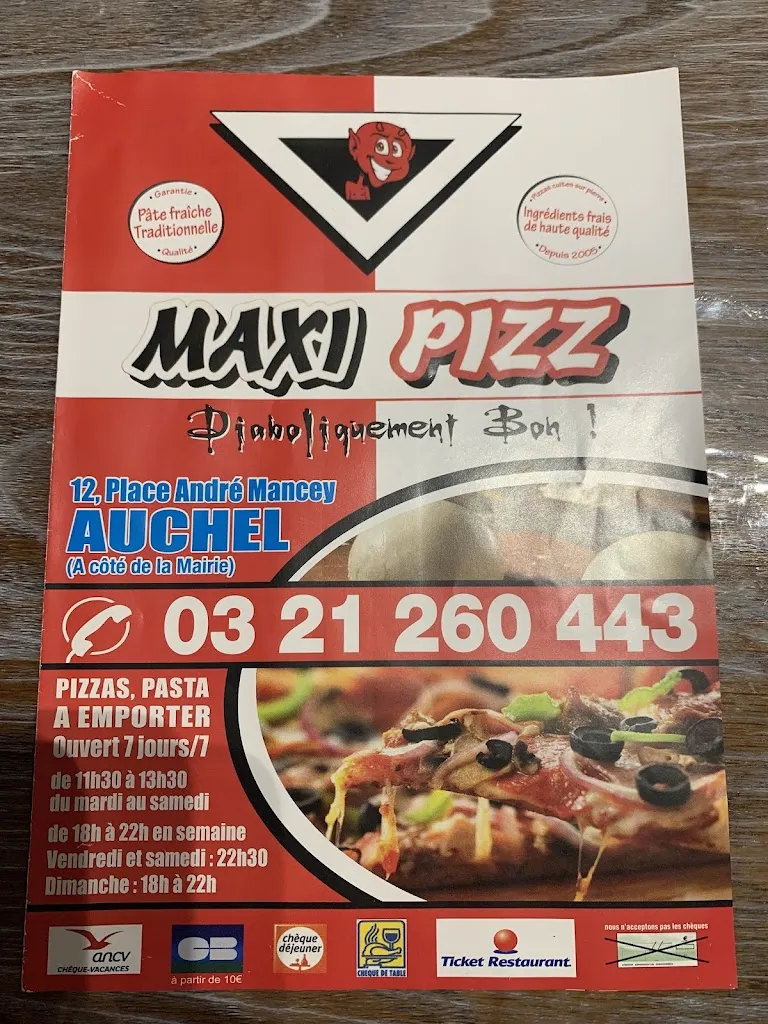 • Garantie •
Pâte fraîche
Traditionnelle
• Qualité •
• Pizzas cuites sur pierre •
Ingrédients frais
de haute qualité
• Depuis 2005 •
MAXI PIZZ
Diaboliquement Bon !
12, Place André Mancey
AUCHEL
(A côté de la Mairie)
03 21 260 443
PIZZAS, PASTA
A EMPORTER
Ouvert 7 jours/7
de 11h30 à 13h30
du mardi au samedi
de 18h à 22h en semaine
Vendredi et samedi : 22h30
Dimanche : 18h à 22h
ancv
CHÈQUE-VACANCES
CB
à partir de 10€
chèque
déjeuner
CHEQUE DE TABLE
Ticket Restaurant
nous n'acceptons pas les chèques